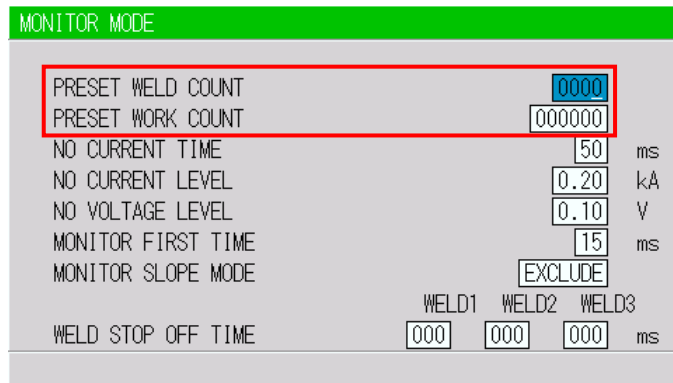 MONITOR MODE
PRESET WELD COUNT 0000
PRESET WORK COUNT 000000
NO CURRENT TIME 50 ms
NO CURRENT LEVEL 0.20 kA
NO VOLTAGE LEVEL 0.10 V
MONITOR FIRST TIME 15 ms
MONITOR SLOPE MODE EXCLUDE
WELD1 WELD2 WELD3
WELD STOP OFF TIME 000 000 000 ms